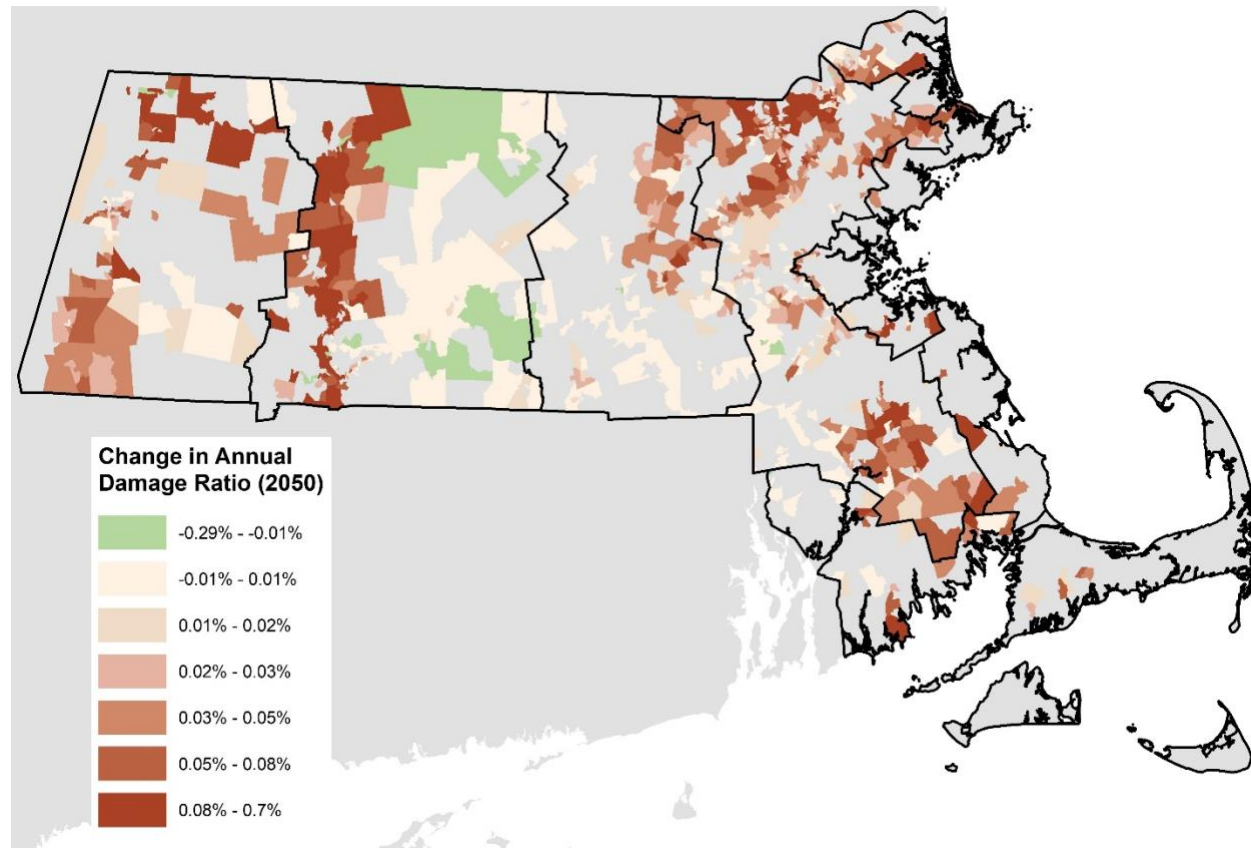 Change in Annual
Damage Ratio (2050)
-0.29% - -0.01%
-0.01% - 0.01%
0.01% - 0.02%
0.02% - 0.03%
0.03% - 0.05%
0.05% - 0.08%
0.08% - 0.7%